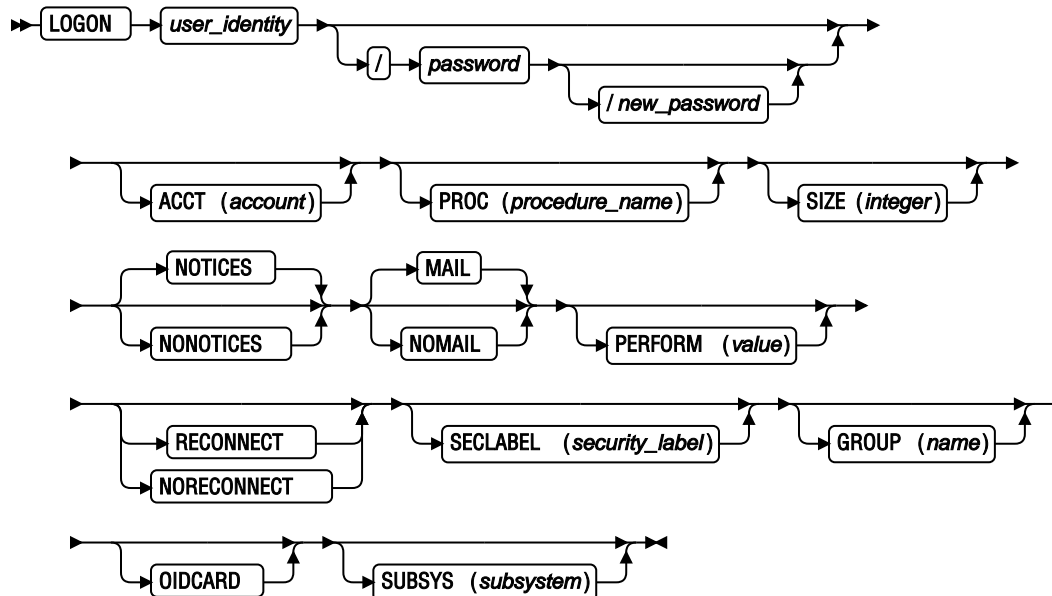 LOGON user_identity
/ password
/ new_password
ACCT (account) PROC (procedure_name) SIZE (integer)
NOTICES MAIL
NONOTICES NOMAIL PERFORM (value)
RECONNECT SECLABEL (security_label) GROUP (name)
NORECONNECT
OIDCARD SUBSYS (subsystem)